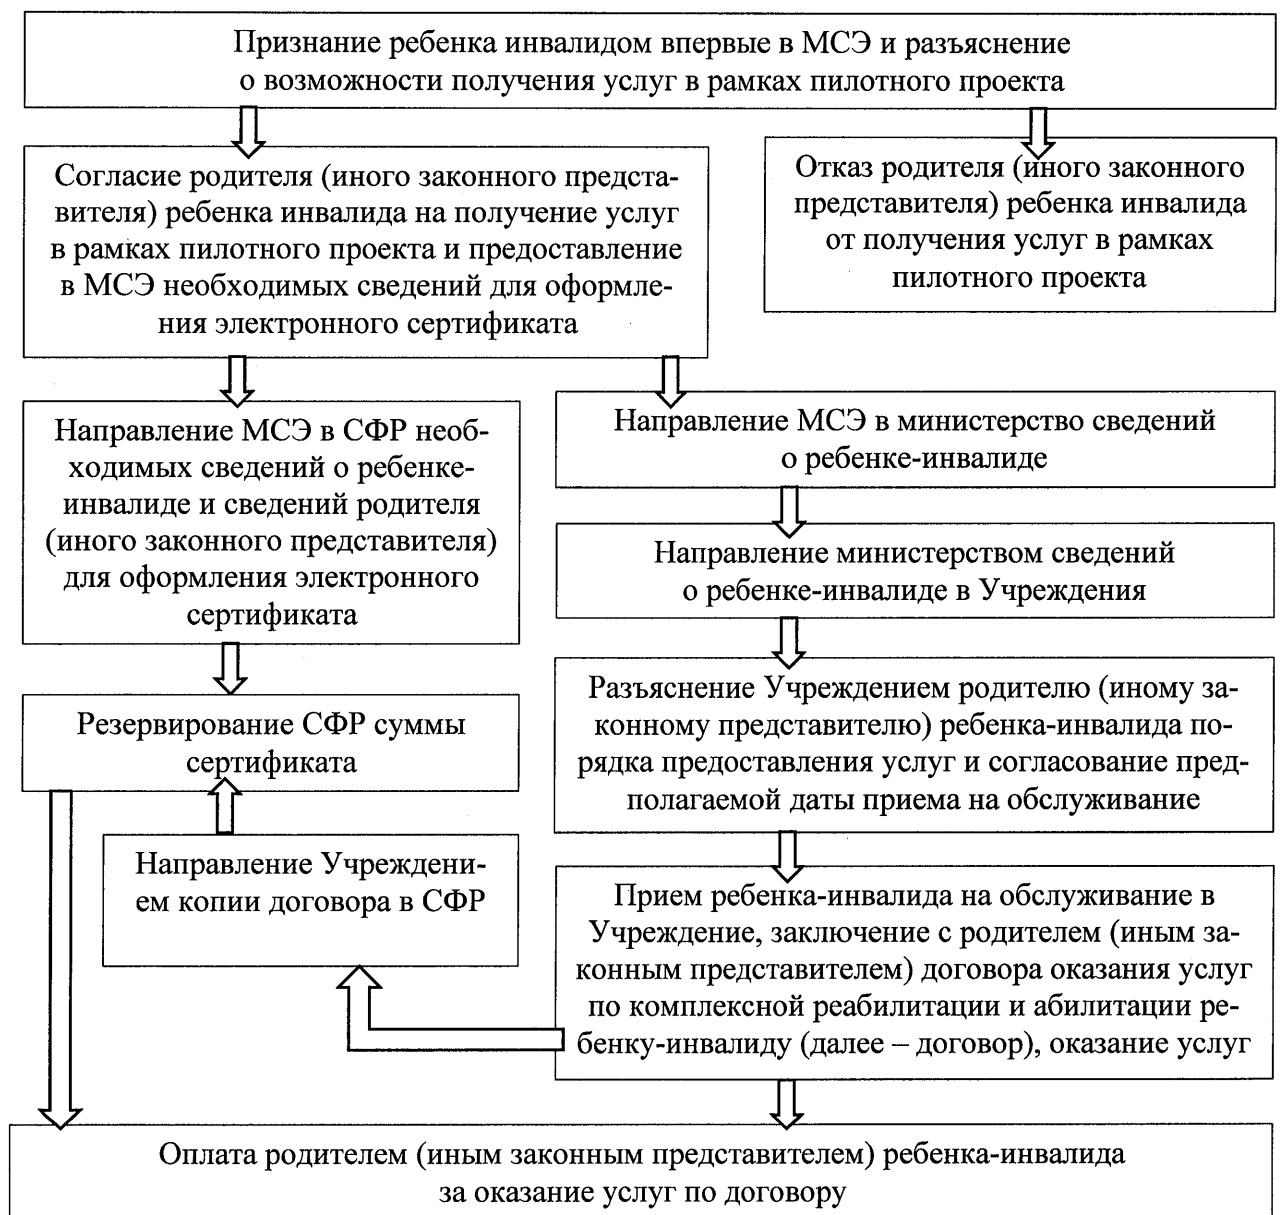 Признание ребенка инвалидом впервые в МСЭ и разъяснение
о возможности получения услуг в рамках пилотного проекта
Согласие родителя (иного законного предста-
вителя) ребенка инвалида на получение услуг
в рамках пилотного проекта и предоставление
в МСЭ необходимых сведений для оформле-
ния электронного сертификата
Отказ родителя (иного законного
представителя) ребенка инвалида
от получения услуг в рамках
пилотного проекта
Направление МСЭ в СФР необ-
ходимых сведений о ребенке-
инвалиде и сведений родителя
(иного законного представителя)
для оформления электронного
сертификата
Направление МСЭ в министерство сведений
о ребенке-инвалиде
Направление министерством сведений
о ребенке-инвалиде в Учреждения
Резервирование СФР суммы
сертификата
Разъяснение Учреждением родителю (иному за-
конному представителю) ребенка-инвалида по-
рядка предоставления услуг и согласование пред-
полагаемой даты приема на обслуживание
Направление Учреждени-
ем копии договора в СФР
Прием ребенка-инвалида на обслуживание в
Учреждение, заключение с родителем (иным за-
конным представителем) договора оказания услуг
по комплексной реабилитации и абилитации ре-
бенку-инвалиду (далее – договор), оказание услуг
Оплата родителем (иным законным представителем) ребенка-инвалида
за оказание услуг по договору